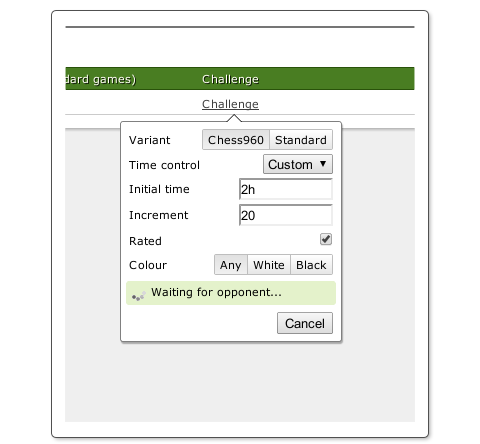 dard games) Challenge
Challenge
Variant Chess960 Standard
Time control Custom
Initial time 2h
Increment 20
Rated
Colour Any White Black
Waiting for opponent...
Cancel